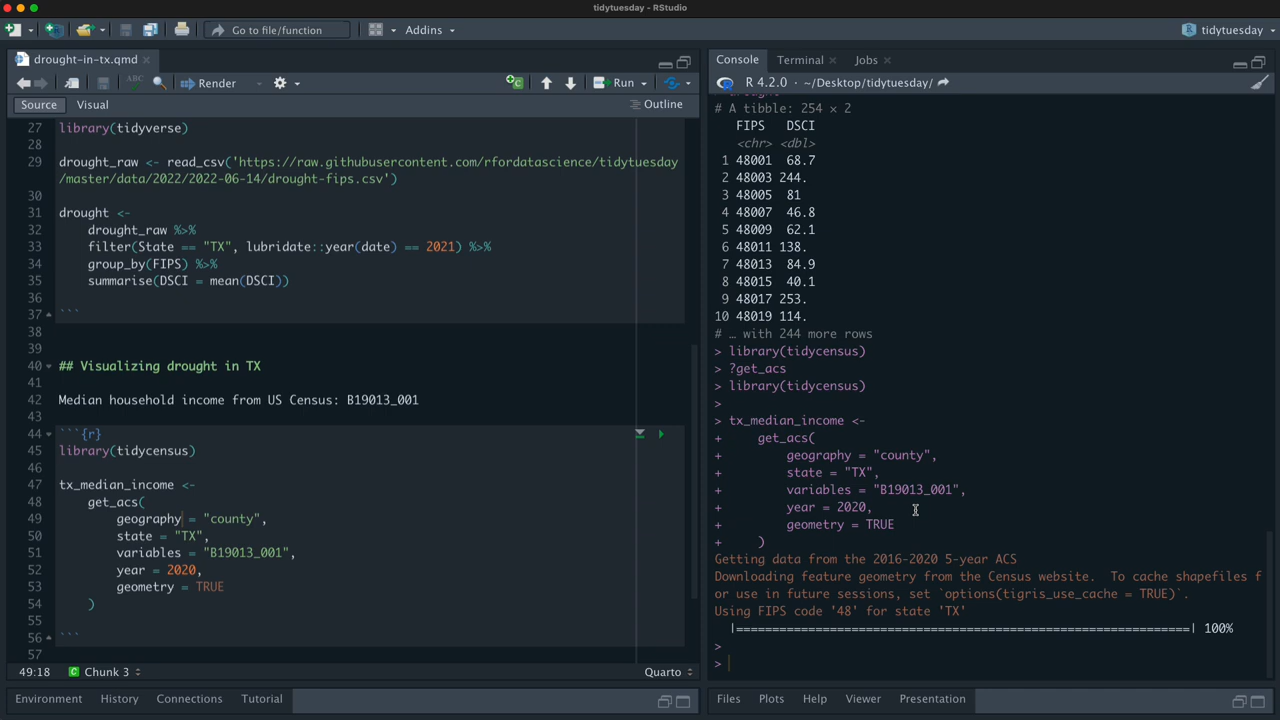 tidytuesday - RStudio
Go to file/function
Addins
tidytuesday
drought-in-tx.qmd
Render
Run
Source
Visual
Outline
27 library(tidyverse)
28
29 drought_raw <- read_csv('https://raw.githubusercontent.com/rfordatascience/tidytuesday
/master/data/2022/2022-06-14/drought-fips.csv')
30
31 drought <-
32 drought_raw %>%
33 filter(State == "TX", lubridate::year(date) == 2021) %>%
34 group_by(FIPS) %>%
35 summarise(DSCI = mean(DSCI))
36
37 ```
38
39
40 ## Visualizing drought in TX
41
42 Median household income from US Census: B19013_001
43
44 ```{r}
45 library(tidycensus)
46
47 tx_median_income <-
48 get_acs(
49 geography = "county",
50 state = "TX",
51 variables = "B19013_001",
52 year = 2020,
53 geometry = TRUE
54 )
55
56 ```
57
49:18 C Chunk 3 Quarto
Environment History Connections Tutorial
Console Terminal Jobs
R 4.2.0 · ~/Desktop/tidytuesday/
# A tibble: 254 × 2
FIPS DSCI
<chr> <dbl>
1 48001 68.7
2 48003 244.
3 48005 81
4 48007 46.8
5 48009 62.1
6 48011 138.
7 48013 84.9
8 48015 40.1
9 48017 253.
10 48019 114.
# … with 244 more rows
> library(tidycensus)
> ?get_acs
> library(tidycensus)
>
> tx_median_income <-
+ get_acs(
+ geography = "county",
+ state = "TX",
+ variables = "B19013_001",
+ year = 2020,
+ geometry = TRUE
+ )
Getting data from the 2016-2020 5-year ACS
Downloading feature geometry from the Census website. To cache shapefiles f
or use in future sessions, set `options(tigris_use_cache = TRUE)`.
Using FIPS code '48' for state 'TX'
|===============================================================| 100%
>
>
Files Plots Help Viewer Presentation